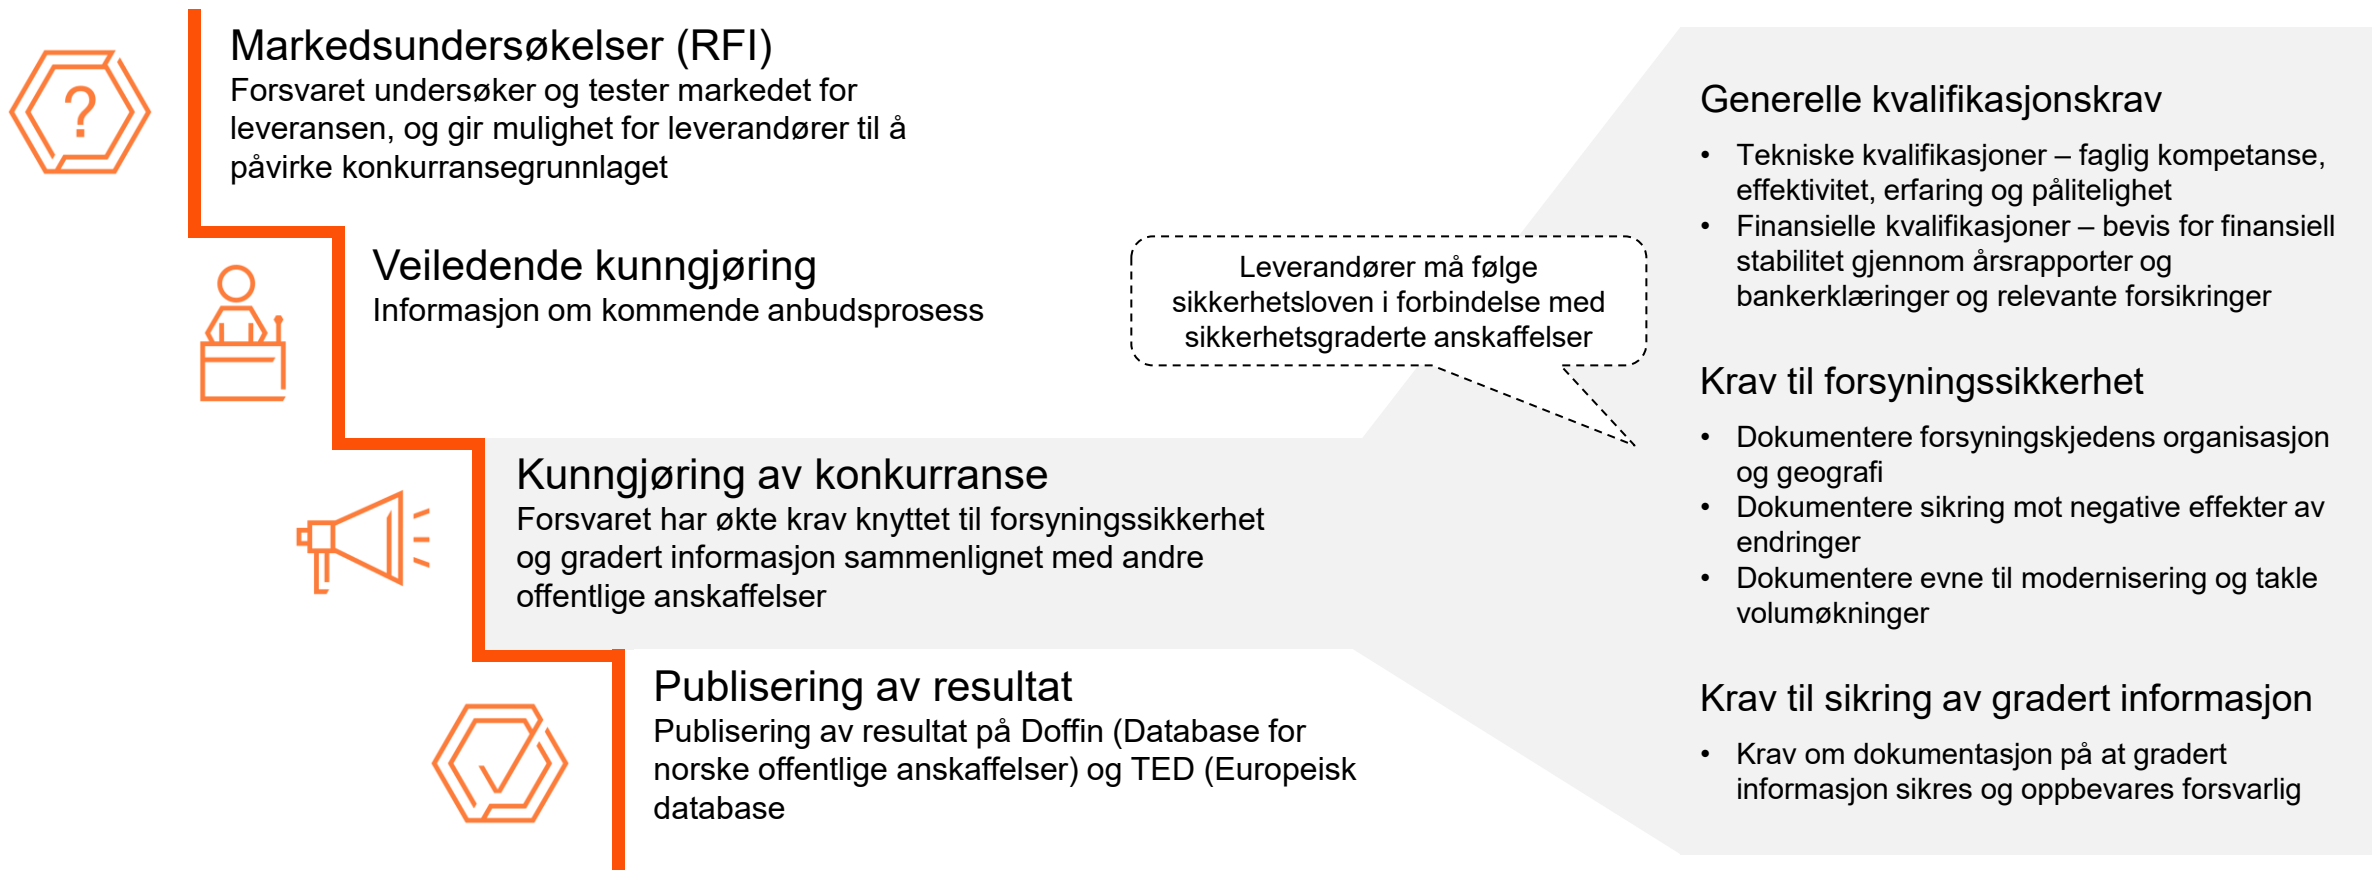 Markedsundersøkelser (RFI)
Forsvaret undersøker og tester markedet for
leveransen, og gir mulighet for leverandører til å
påvirke konkurransegrunnlaget
Veiledende kunngjøring
Informasjon om kommende anbudsprosess
Kunngjøring av konkurranse
Forsvaret har økte krav knyttet til forsyningssikkerhet
og gradert informasjon sammenlignet med andre
offentlige anskaffelser
Publisering av resultat
Publisering av resultat på Doffin (Database for
norske offentlige anskaffelser) og TED (Europeisk
database
Leverandører må følge
sikkerhetsloven i forbindelse med
sikkerhetsgraderte anskaffelser
Generelle kvalifikasjonskrav
• Tekniske kvalifikasjoner – faglig kompetanse,
effektivitet, erfaring og pålitelighet
• Finansielle kvalifikasjoner – bevis for finansiell
stabilitet gjennom årsrapporter og
bankerklæringer og relevante forsikringer
Krav til forsyningssikkerhet
• Dokumentere forsyningskjedens organisasjon
og geografi
• Dokumentere sikring mot negative effekter av
endringer
• Dokumentere evne til modernisering og takle
volumøkninger
Krav til sikring av gradert informasjon
• Krav om dokumentasjon på at gradert
informasjon sikres og oppbevares forsvarlig